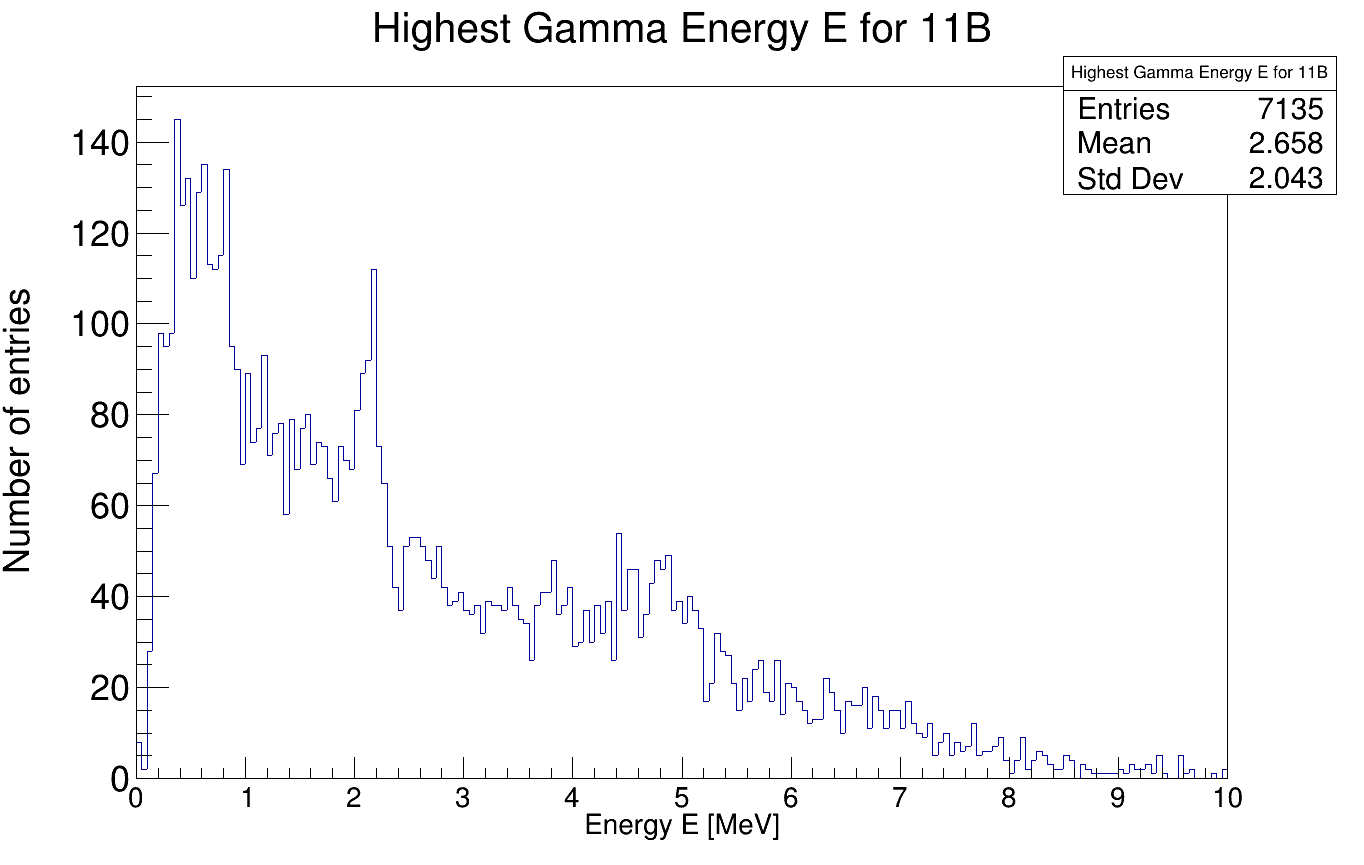 Highest Gamma Energy E for 11B
Highest Gamma Energy E for 11B
Entries 7135
Mean 2.658
Std Dev 2.043
Number of entries
140
120
100
80
60
40
20
0
0 1 2 3 4 5 6 7 8 9 10
Energy E [MeV]